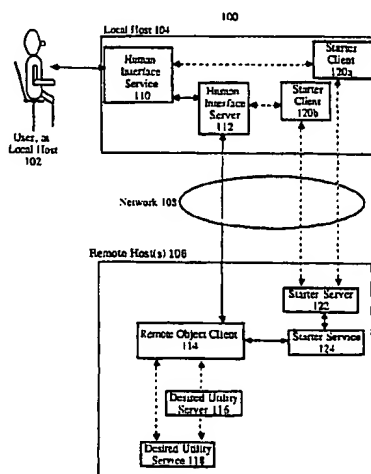 100
Local Host 104
Human
Interface
Service
110
Human
Interface
Server
112
Starter
Client
120b
Starter
Client
120a
User, at
Local Host
102
Network 108
Remote Host(s) 106
Starter Server
122
Remote Object Client
114
Starter Service
124
Desired Utility
Server 116
Desired Utility
Service 118